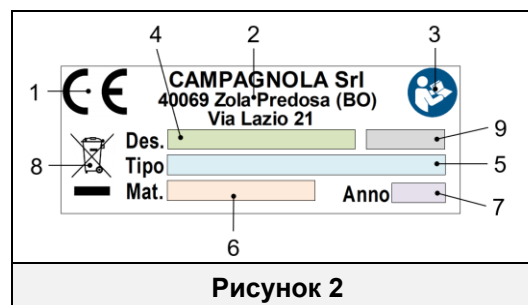 4 2 3
1 CE CAMPAGNOLA Srl
40069 Zola Predosa (BO)
Via Lazio 21
Des. 9
8 Tipo 5
Mat. Anno 7
6
Рисунок 2